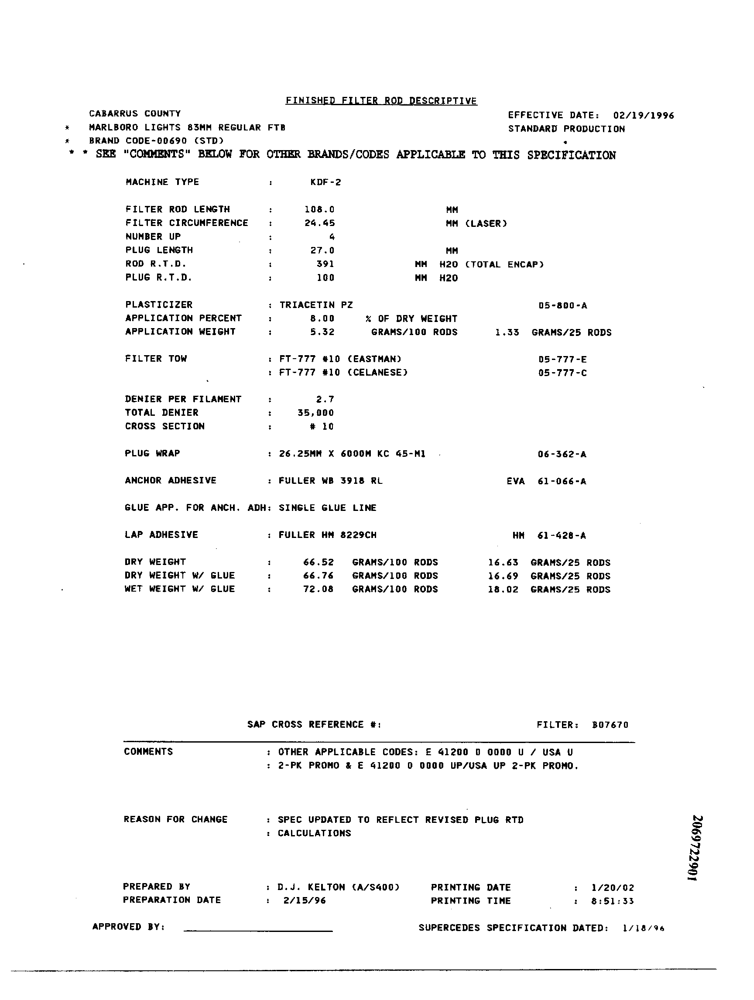 FINISHED FILTER ROD DESCRIPTIVE
CABARRUS COUNTY EFFECTIVE DATE: 02/19/1996
* MARLBORO LIGHTS 83MM REGULAR FTB STANDARD PRODUCTION
* BRAND CODE-00690 (STD)
* * SEE "COMMENTS" BELOW FOR OTHER BRANDS/CODES APPLICABLE TO THIS SPECIFICATION
MACHINE TYPE : KDF-2
FILTER ROD LENGTH : 108.0 MM
FILTER CIRCUMFERENCE : 24.45 MM (LASER)
NUMBER UP : 4
PLUG LENGTH : 27.0 MM
ROD R.T.D. : 391 MM H2O (TOTAL ENCAP)
PLUG R.T.D. : 100 MM H2O
PLASTICIZER : TRIACETIN PZ 05-800-A
APPLICATION PERCENT : 8.00 % OF DRY WEIGHT
APPLICATION WEIGHT : 5.32 GRAMS/100 RODS 1.33 GRAMS/25 RODS
FILTER TOW : FT-777 #10 (EASTMAN) 05-777-E
: FT-777 #10 (CELANESE) 05-777-C
DENIER PER FILAMENT : 2.7
TOTAL DENIER : 35,000
CROSS SECTION : # 10
PLUG WRAP : 26.25MM X 6000M KC 45-M1 06-362-A
ANCHOR ADHESIVE : FULLER WB 3918 RL EVA 61-066-A
GLUE APP. FOR ANCH. ADH: SINGLE GLUE LINE
LAP ADHESIVE : FULLER HM 8229CH HM 61-428-A
DRY WEIGHT : 66.52 GRAMS/100 RODS 16.63 GRAMS/25 RODS
DRY WEIGHT W/ GLUE : 66.76 GRAMS/100 RODS 16.69 GRAMS/25 RODS
WET WEIGHT W/ GLUE : 72.08 GRAMS/100 RODS 18.02 GRAMS/25 RODS
SAP CROSS REFERENCE #: FILTER: B07670
COMMENTS : OTHER APPLICABLE CODES: E 41200 0 0000 U / USA U
: 2-PK PROMO & E 41200 0 0000 UP/USA UP 2-PK PROMO.
REASON FOR CHANGE : SPEC UPDATED TO REFLECT REVISED PLUG RTD
: CALCULATIONS
2069722901
PREPARED BY : D.J. KELTON (A/S400) PRINTING DATE : 1/20/02
PREPARATION DATE : 2/15/96 PRINTING TIME : 8:51:33
APPROVED BY: SUPERCEDES SPECIFICATION DATED: 1/18/96